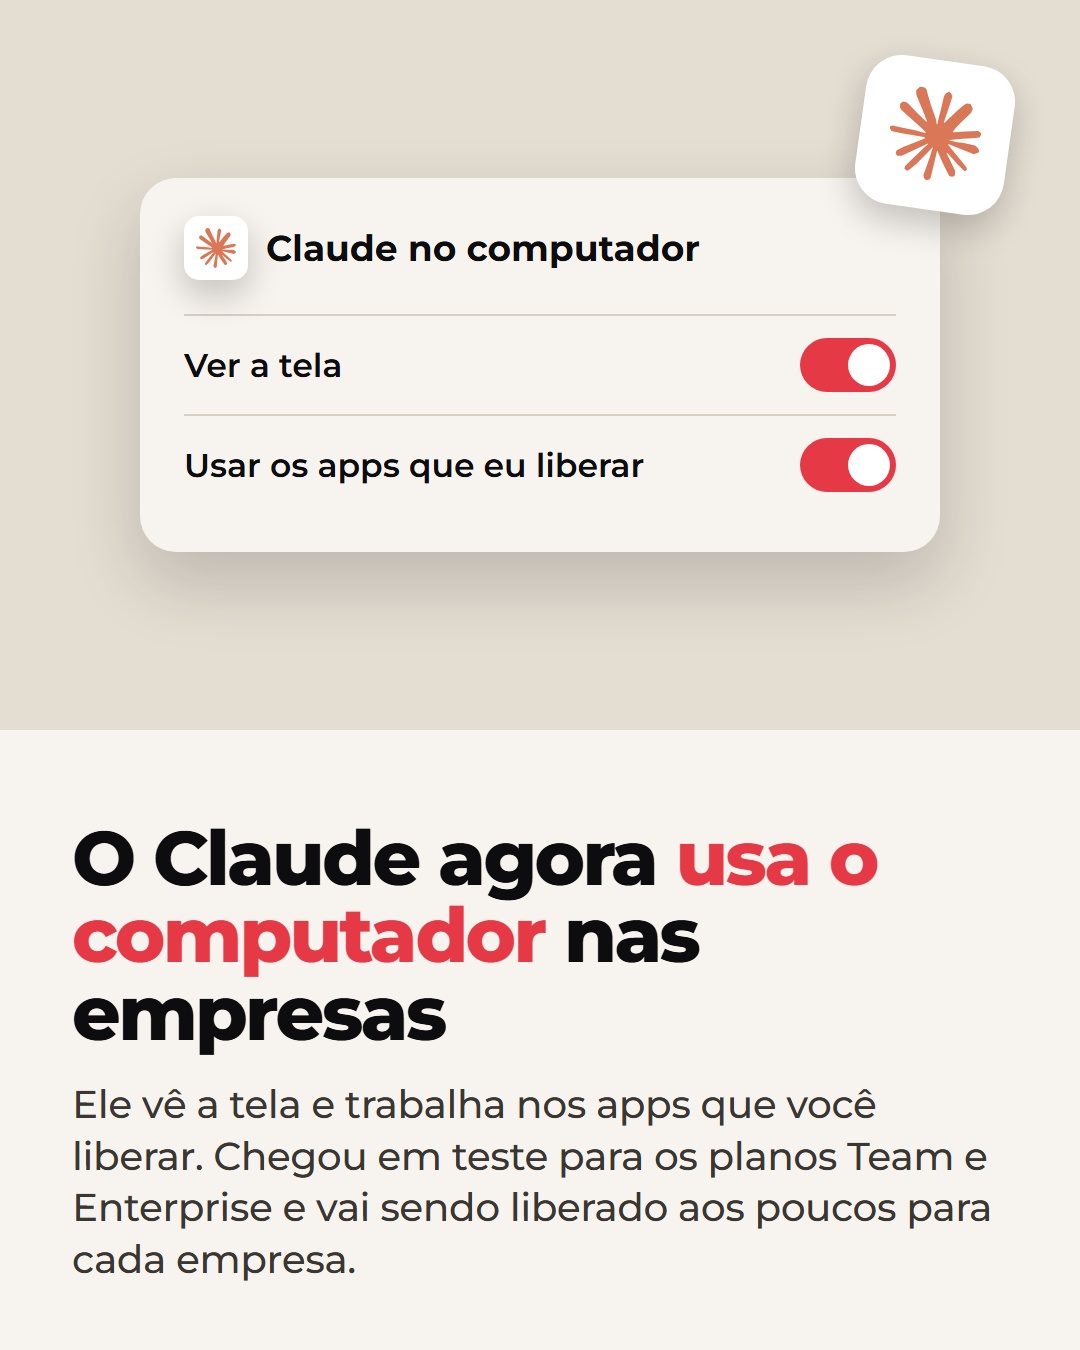 Claude no computador
Ver a tela
Usar os apps que eu liberar
O Claude agora usa o
computador nas
empresas
Ele vê a tela e trabalha nos apps que você
liberar. Chegou em teste para os planos Team e
Enterprise e vai sendo liberado aos poucos para
cada empresa.